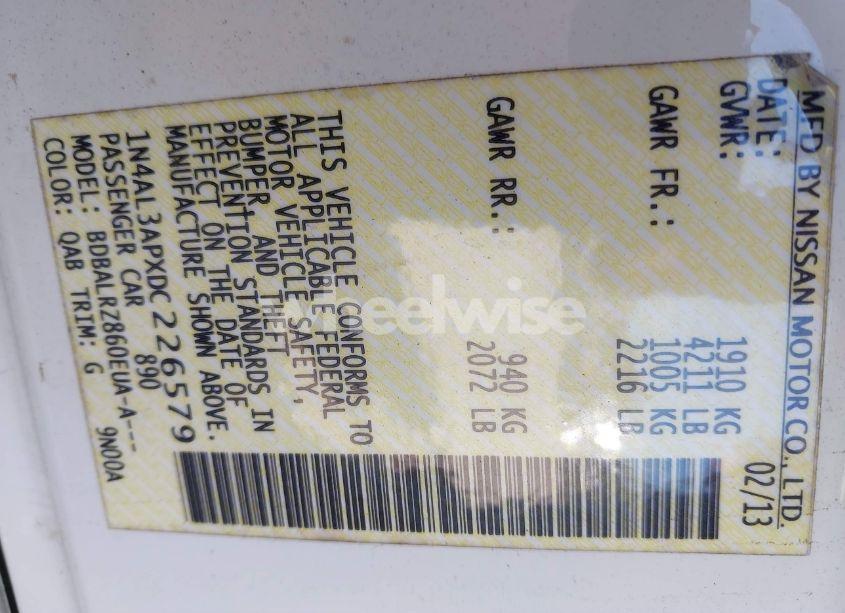 MFD BY NISSAN MOTOR CO., LTD.
DATE: 02/13
GVWR: 1910 KG
4211 LB
GAWR FR.: 1005 KG
2216 LB
GAWR RR.: 940 KG
2072 LB
THIS VEHICLE CONFORMS TO
ALL APPLICABLE FEDERAL
MOTOR VEHICLE SAFETY,
BUMPER, AND THEFT
PREVENTION STANDARDS IN
EFFECT ON THE DATE OF
MANUFACTURE SHOWN ABOVE.
1N4AL3APXDC226579
PASSENGER CAR 890
MODEL: BDBALRZ860EUA-A---
COLOR: QAB TRIM: G 9N00A
wheelwise